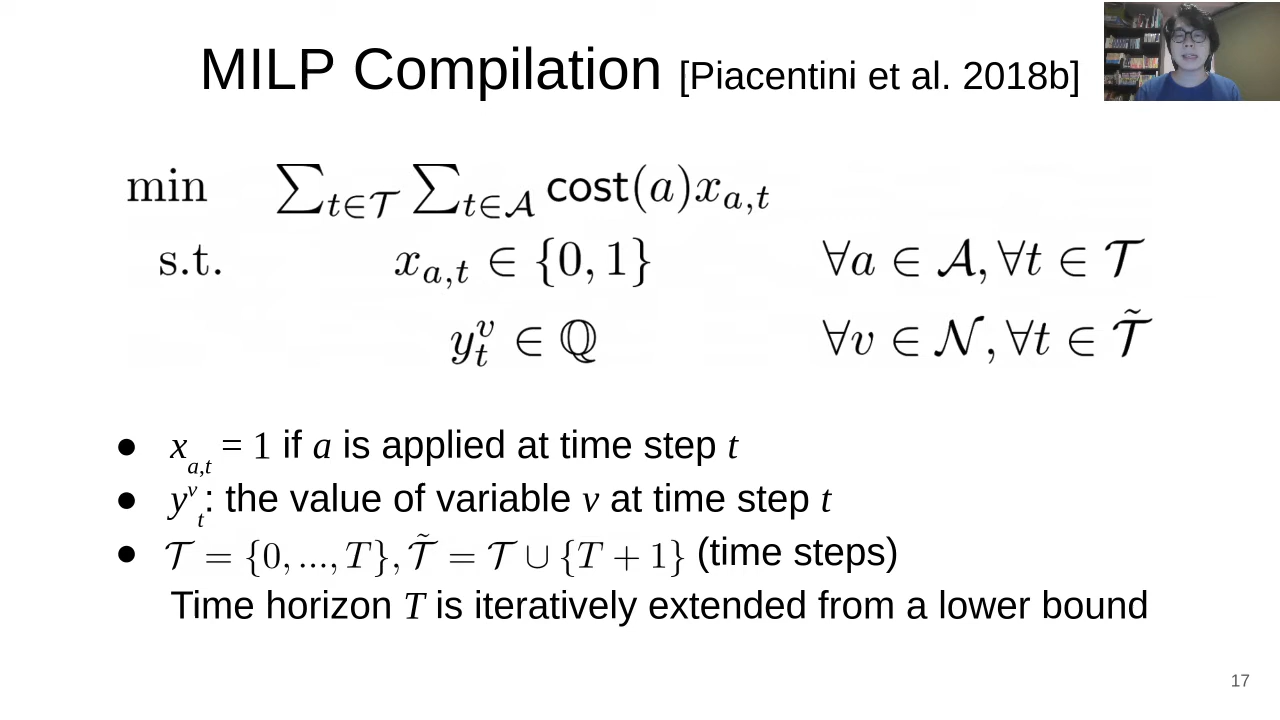 MILP Compilation [Piacentini et al. 2018b]
min ∑_{t∈𝒯} ∑_{t∈𝒜} cost(a)x_{a,t}
s.t. x_{a,t} ∈ {0, 1} ∀a ∈ 𝒜, ∀t ∈ 𝒯
y_t^v ∈ ℚ ∀v ∈ 𝒩, ∀t ∈ 𝒯̃
● x_{a,t} = 1 if a is applied at time step t
● y^v_t: the value of variable v at time step t
● 𝒯 = {0, ..., T}, 𝒯̃ = 𝒯 ∪ {T + 1} (time steps)
Time horizon T is iteratively extended from a lower bound
17